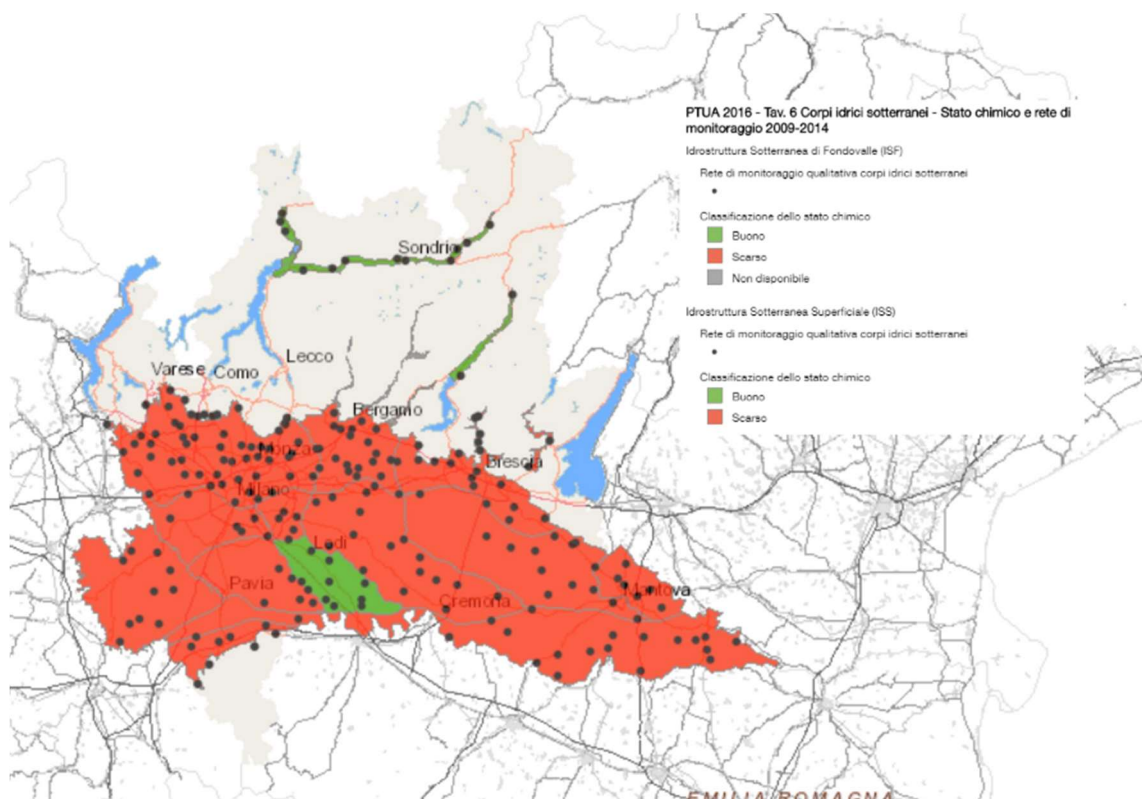 PTUA 2016 - Tav. 6 Corpi idrici sotterranei - Stato chimico e rete di
monitoraggio 2009-2014
Idrostruttura Sotterranea di Fondovalle (ISF)
Rete di monitoraggio qualitativa corpi idrici sotterranei
Classificazione dello stato chimico
Buono
Scarso
Non disponibile
Idrostruttura Sotterranea Superficiale (ISS)
Rete di monitoraggio qualitativa corpi idrici sotterranei
Classificazione dello stato chimico
Buono
Scarso
Sondrio
Lecco
Varese
Como
Bergamo
Monza
Brescia
Milano
Lodi
Pavia
Cremona
Mantova
EMILIA ROMAGNA